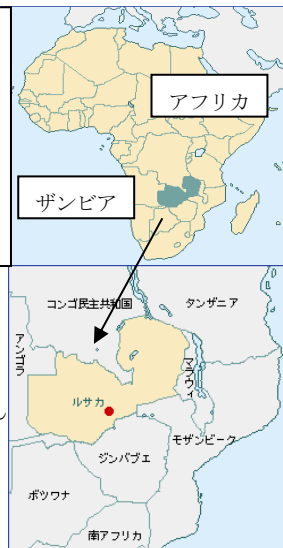 アフリカ
ザンビア
コンゴ民主共和国
タンザニア
アンゴラ
マラウィ
ルサカ
モザンビーク
ジンバブエ
ボツワナ
南アフリカ